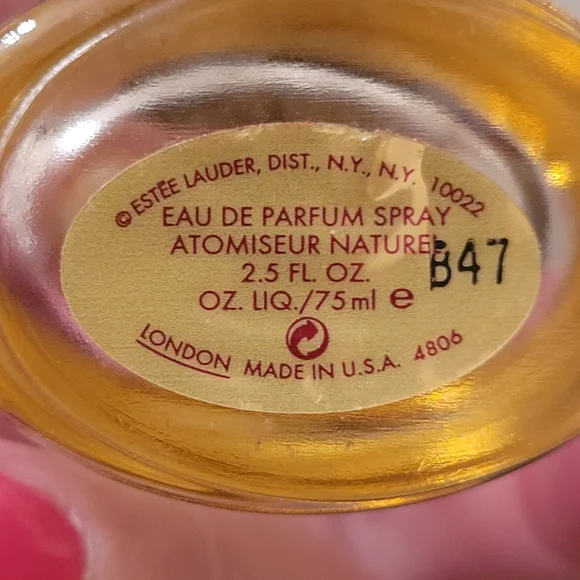 © ESTÉE LAUDER, DIST., N.Y., N.Y. 10022
EAU DE PARFUM SPRAY
ATOMISEUR NATUREL
B47
2.5 FL. OZ.
OZ. LIQ./75ml e
LONDON MADE IN U.S.A. 4806